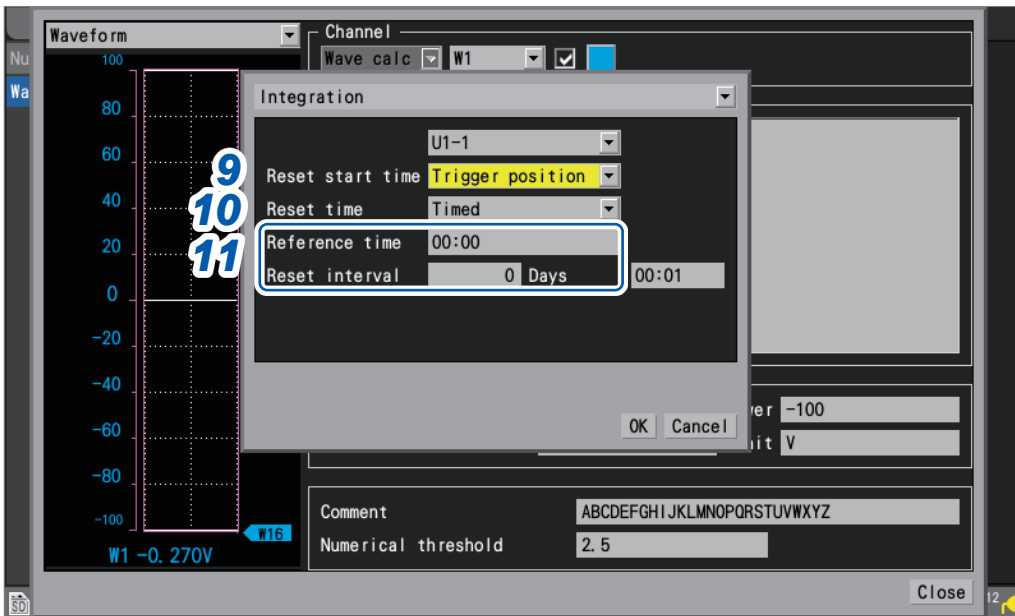 Waveform
Channel
Nu
Wave calc W1
100
Wa
Integration
80
U1-1
60
9 Reset start time Trigger position
40
10 Reset time Timed
11 Reference time 00:00
20
Reset interval 0 Days 00:01
0
-20
-40
er -100
OK Cancel
-60
it V
-80
Comment ABCDEFGHIJKLMNOPQRSTUVWXYZ
-100
W16
Numerical threshold 2.5
W1 -0.270V
Close
SD
12